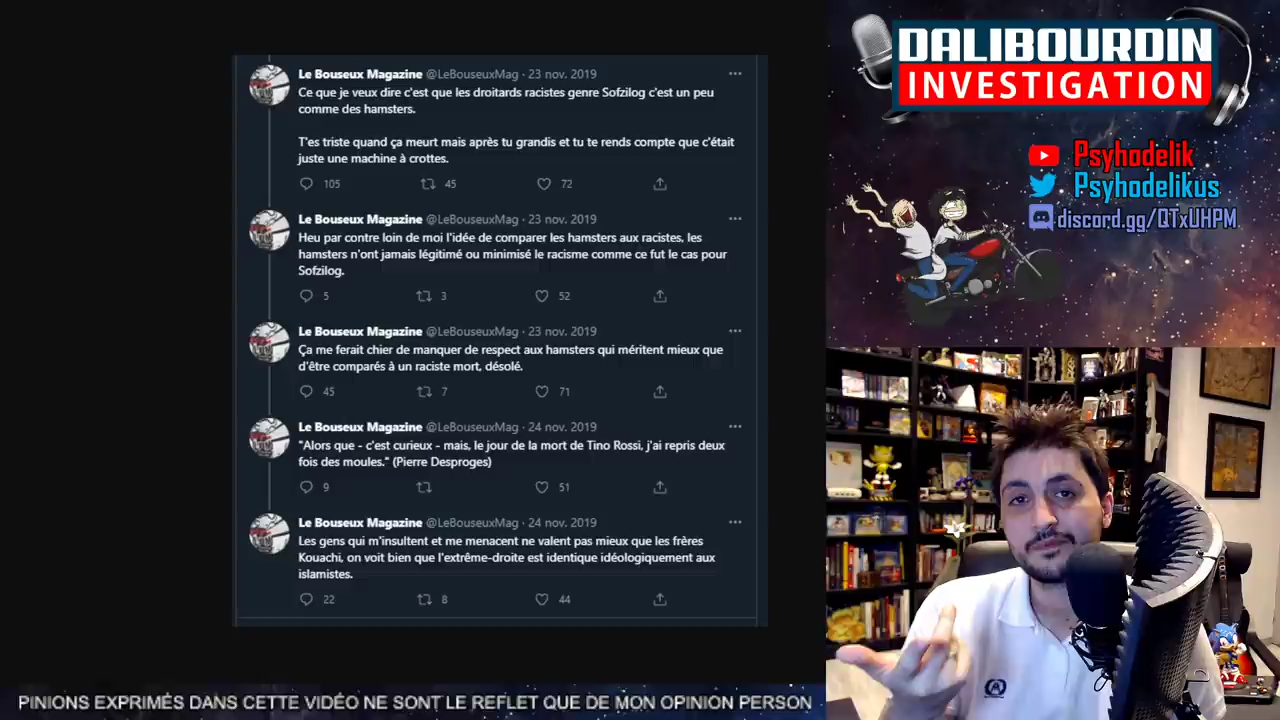 Le Bouseux Magazine @LeBouseuxMag · 23 nov. 2019
Ce que je veux dire c'est que les droitards racistes genre Sofzilog c'est un peu
comme des hamsters.
T'es triste quand ça meurt mais après tu grandis et tu te rends compte que c'était
juste une machine à crottes.
105 45 72
Le Bouseux Magazine @LeBouseuxMag · 23 nov. 2019
Heu par contre loin de moi l'idée de comparer les hamsters aux racistes, les
hamsters n'ont jamais légitimé ou minimisé le racisme comme ce fut le cas pour
Sofzilog.
5 3 52
Le Bouseux Magazine @LeBouseuxMag · 23 nov. 2019
Ça me ferait chier de manquer de respect aux hamsters qui méritent mieux que
d'être comparés à un raciste mort, désolé.
45 7 71
Le Bouseux Magazine @LeBouseuxMag · 24 nov. 2019
"Alors que - c'est curieux - mais, le jour de la mort de Tino Rossi, j'ai repris deux
fois des moules." (Pierre Desproges)
9 51
Le Bouseux Magazine @LeBouseuxMag · 24 nov. 2019
Les gens qui m'insultent et me menacent ne valent pas mieux que les frères
Kouachi, on voit bien que l'extrême-droite est identique idéologiquement aux
islamistes.
22 8 44
DALIBOURDIN
INVESTIGATION
Psyhodelik
Psyhodelikus
discord.gg/QTxUHPM
PINIONS EXPRIMÉS DANS CETTE VIDÉO NE SONT LE REFLET QUE DE MON OPINION PERSON